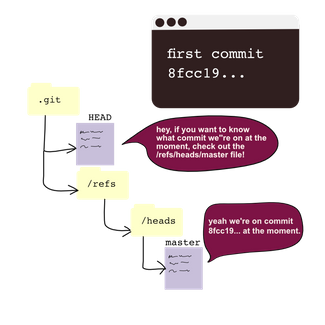 first commit
8fcc19...
.git
HEAD
hey, if you want to know
what commit we"re on at the
moment, check out the
/refs/heads/master file!
/refs
/heads
yeah we're on commit
8fcc19... at the moment.
master